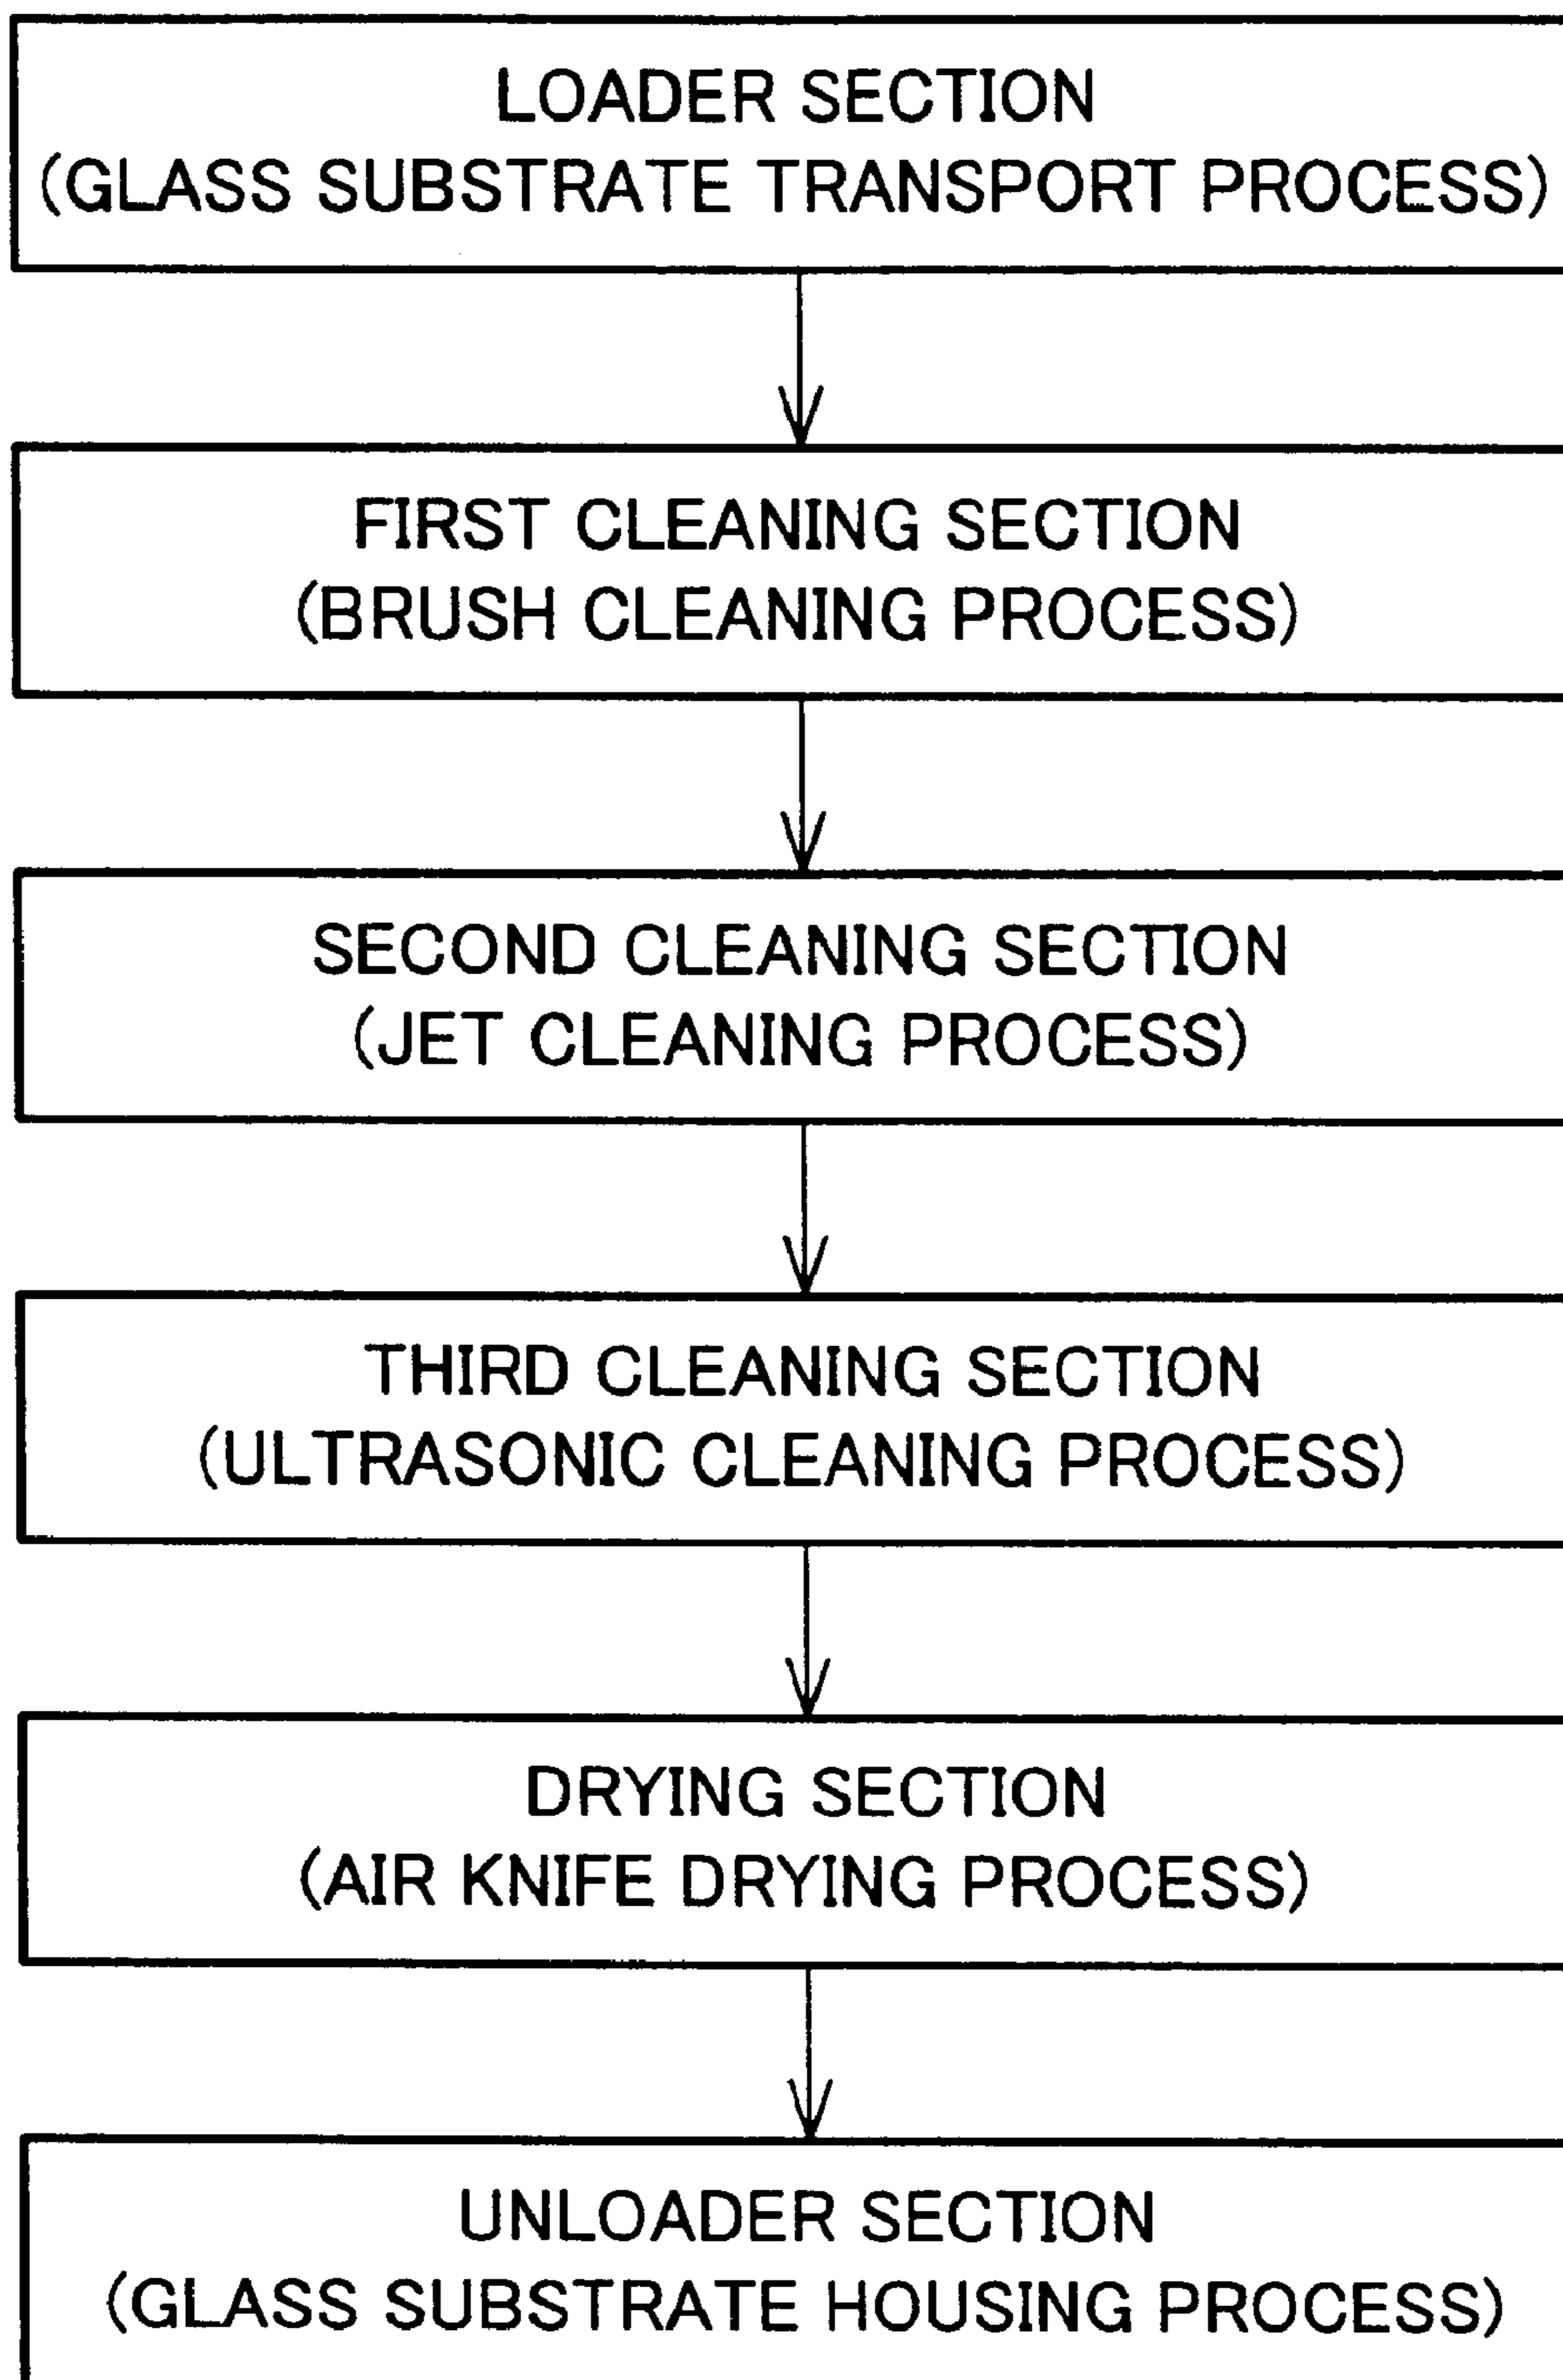 LOADER SECTION
(GLASS SUBSTRATE TRANSPORT PROCESS)
FIRST CLEANING SECTION
(BRUSH CLEANING PROCESS)
SECOND CLEANING SECTION
(JET CLEANING PROCESS)
THIRD CLEANING SECTION
(ULTRASONIC CLEANING PROCESS)
DRYING SECTION
(AIR KNIFE DRYING PROCESS)
UNLOADER SECTION
(GLASS SUBSTRATE HOUSING PROCESS)